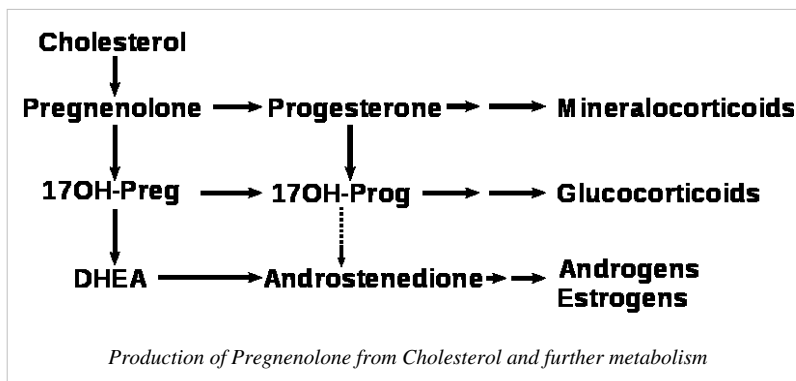 Cholesterol
Pregnenolone Progesterone Mineralocorticoids
17OH-Preg 17OH-Prog Glucocorticoids
DHEA Androstenedione Androgens
Estrogens
Production of Pregnenolone from Cholesterol and further metabolism